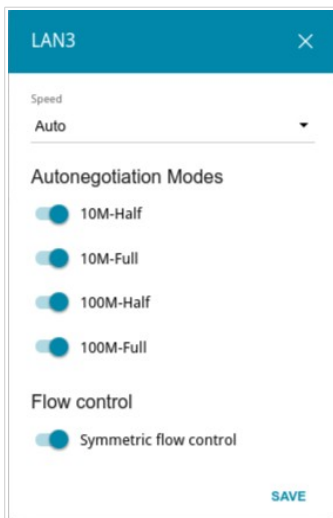 LAN3
Speed
Auto
Autonegotiation Modes
10M-Half
10M-Full
100M-Half
100M-Full
Flow control
Symmetric flow control
SAVE